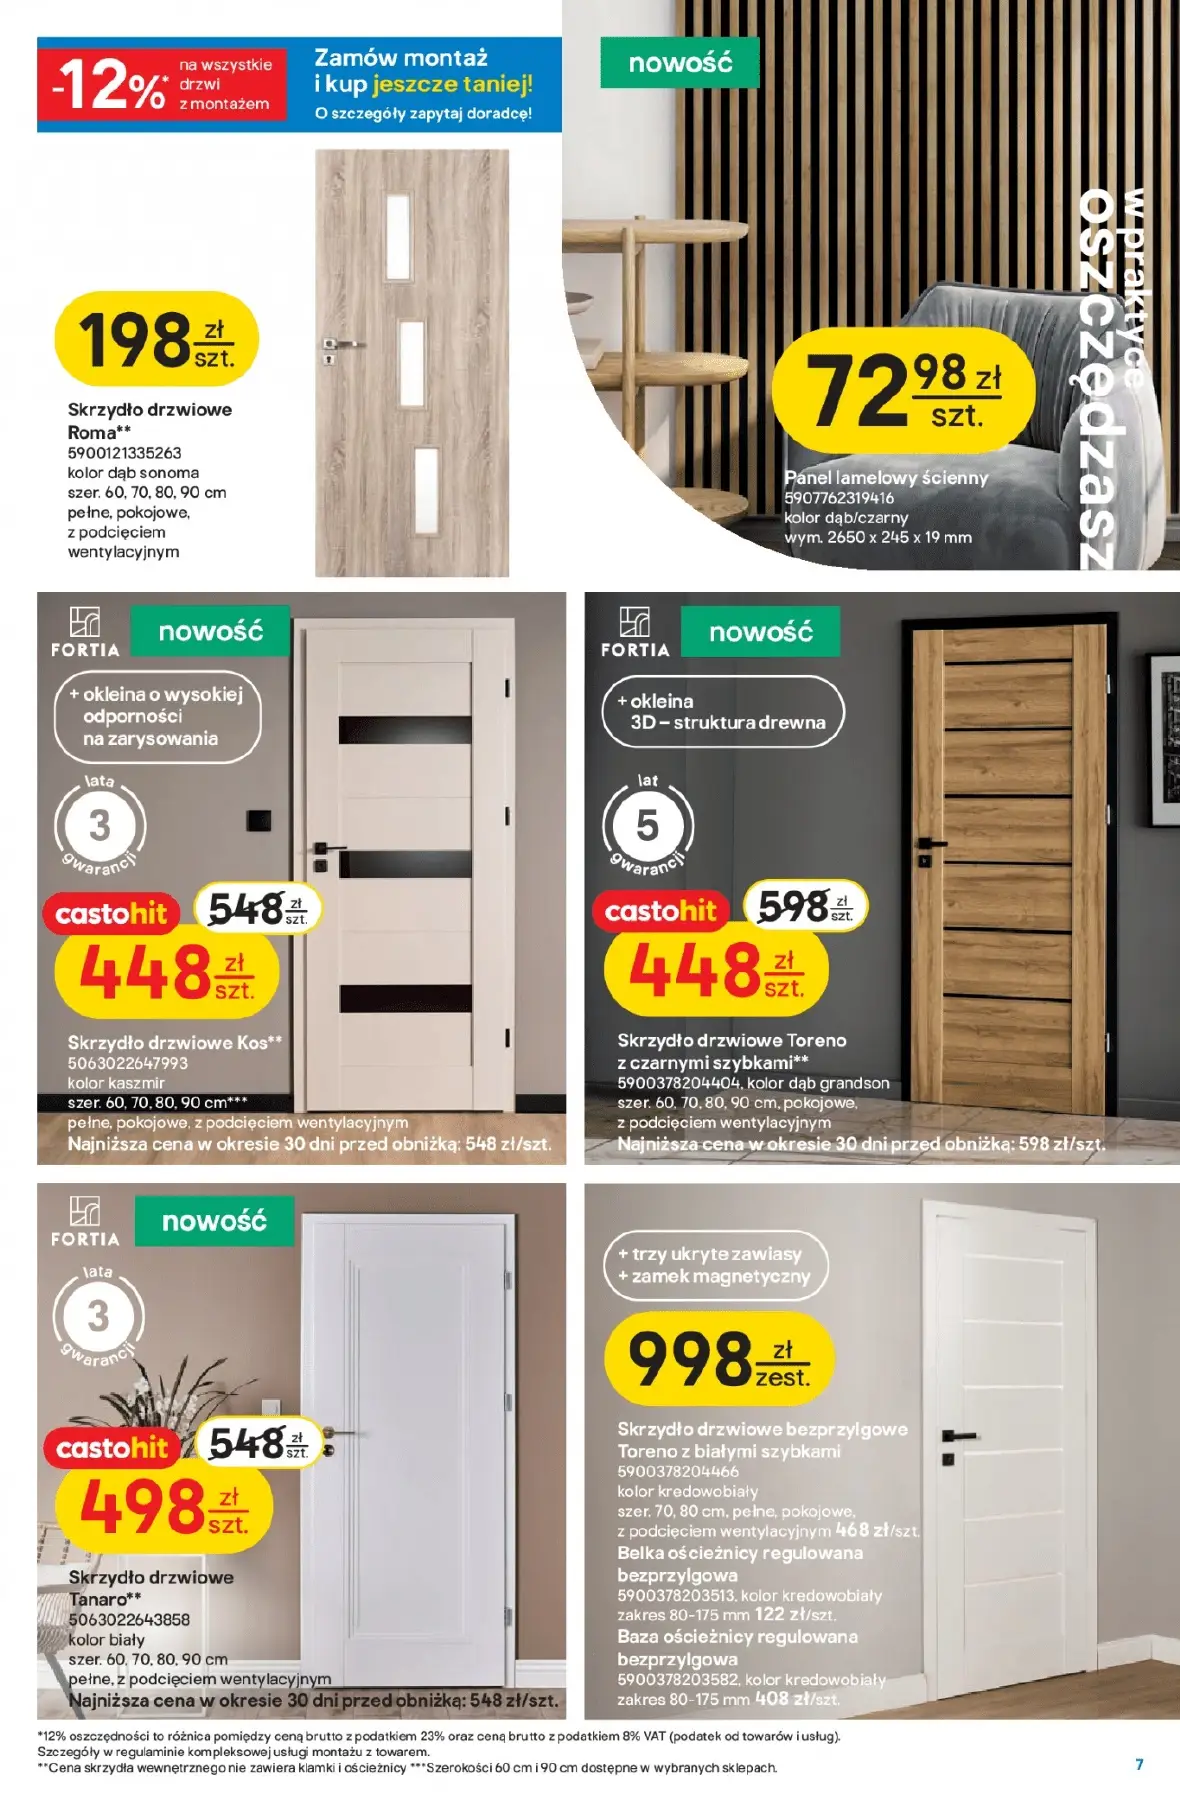 -12%*
na wszystkie
drzwi
z montażem
Zamów montaż
i kup jeszcze taniej!
O szczegóły zapytaj doradcę!
nowość
w praktyce
oszczędzasz
198 zł
szt.
Skrzydło drzwiowe
Roma**
5900121335263
kolor dąb sonoma
szer. 60, 70, 80, 90 cm
pełne, pokojowe,
z podcięciem
wentylacyjnym
72 98 zł
szt.
Panel lamelowy ścienny
5907762319416
kolor dąb/czarny
wym. 2650 x 245 x 19 mm
FORTIA
nowość
+ okleina o wysokiej
odporności
na zarysowania
lata
3
gwarancji
castohit
548 zł
szt.
448 zł
szt.
Skrzydło drzwiowe Kos**
5063022647993
kolor kaszmir
szer. 60, 70, 80, 90 cm***
pełne, pokojowe, z podcięciem wentylacyjnym
Najniższa cena w okresie 30 dni przed obniżką: 548 zł/szt.
FORTIA
nowość
+ okleina
3D – struktura drewna
lat
5
gwarancji
castohit
598 zł
szt.
448 zł
szt.
Skrzydło drzwiowe Toreno
z czarnymi szybkami**
5900378204404, kolor dąb grandson
szer. 60, 70, 80, 90 cm, pokojowe,
z podcięciem wentylacyjnym
Najniższa cena w okresie 30 dni przed obniżką: 598 zł/szt.
FORTIA
nowość
lata
3
gwarancji
castohit
548 zł
szt.
498 zł
szt.
Skrzydło drzwiowe
Tanaro**
5063022643858
kolor biały
szer. 60, 70, 80, 90 cm
pełne, z podcięciem wentylacyjnym
Najniższa cena w okresie 30 dni przed obniżką: 548 zł/szt.
+ trzy ukryte zawiasy
+ zamek magnetyczny
998 zł
zest.
Skrzydło drzwiowe bezprzylgowe
Toreno z białymi szybkami
5900378204466
kolor kredowobiały
szer. 70, 80 cm, pełne, pokojowe,
z podcięciem wentylacyjnym 468 zł/szt.
Belka ościeżnicy regulowana
bezprzylgowa
5900378203513, kolor kredowobiały
zakres 80-175 mm 122 zł/szt.
Baza ościeżnicy regulowana
bezprzylgowa
5900378203582, kolor kredowobiały
zakres 80-175 mm 408 zł/szt.
*12% oszczędności to różnica pomiędzy ceną brutto z podatkiem 23% oraz ceną brutto z podatkiem 8% VAT (podatek od towarów i usług).
Szczegóły w regulaminie kompleksowej usługi montażu z towarem.
**Cena skrzydła wewnętrznego nie zawiera klamki i ościeżnicy ***Szerokości 60 cm i 90 cm dostępne w wybranych sklepach.
7